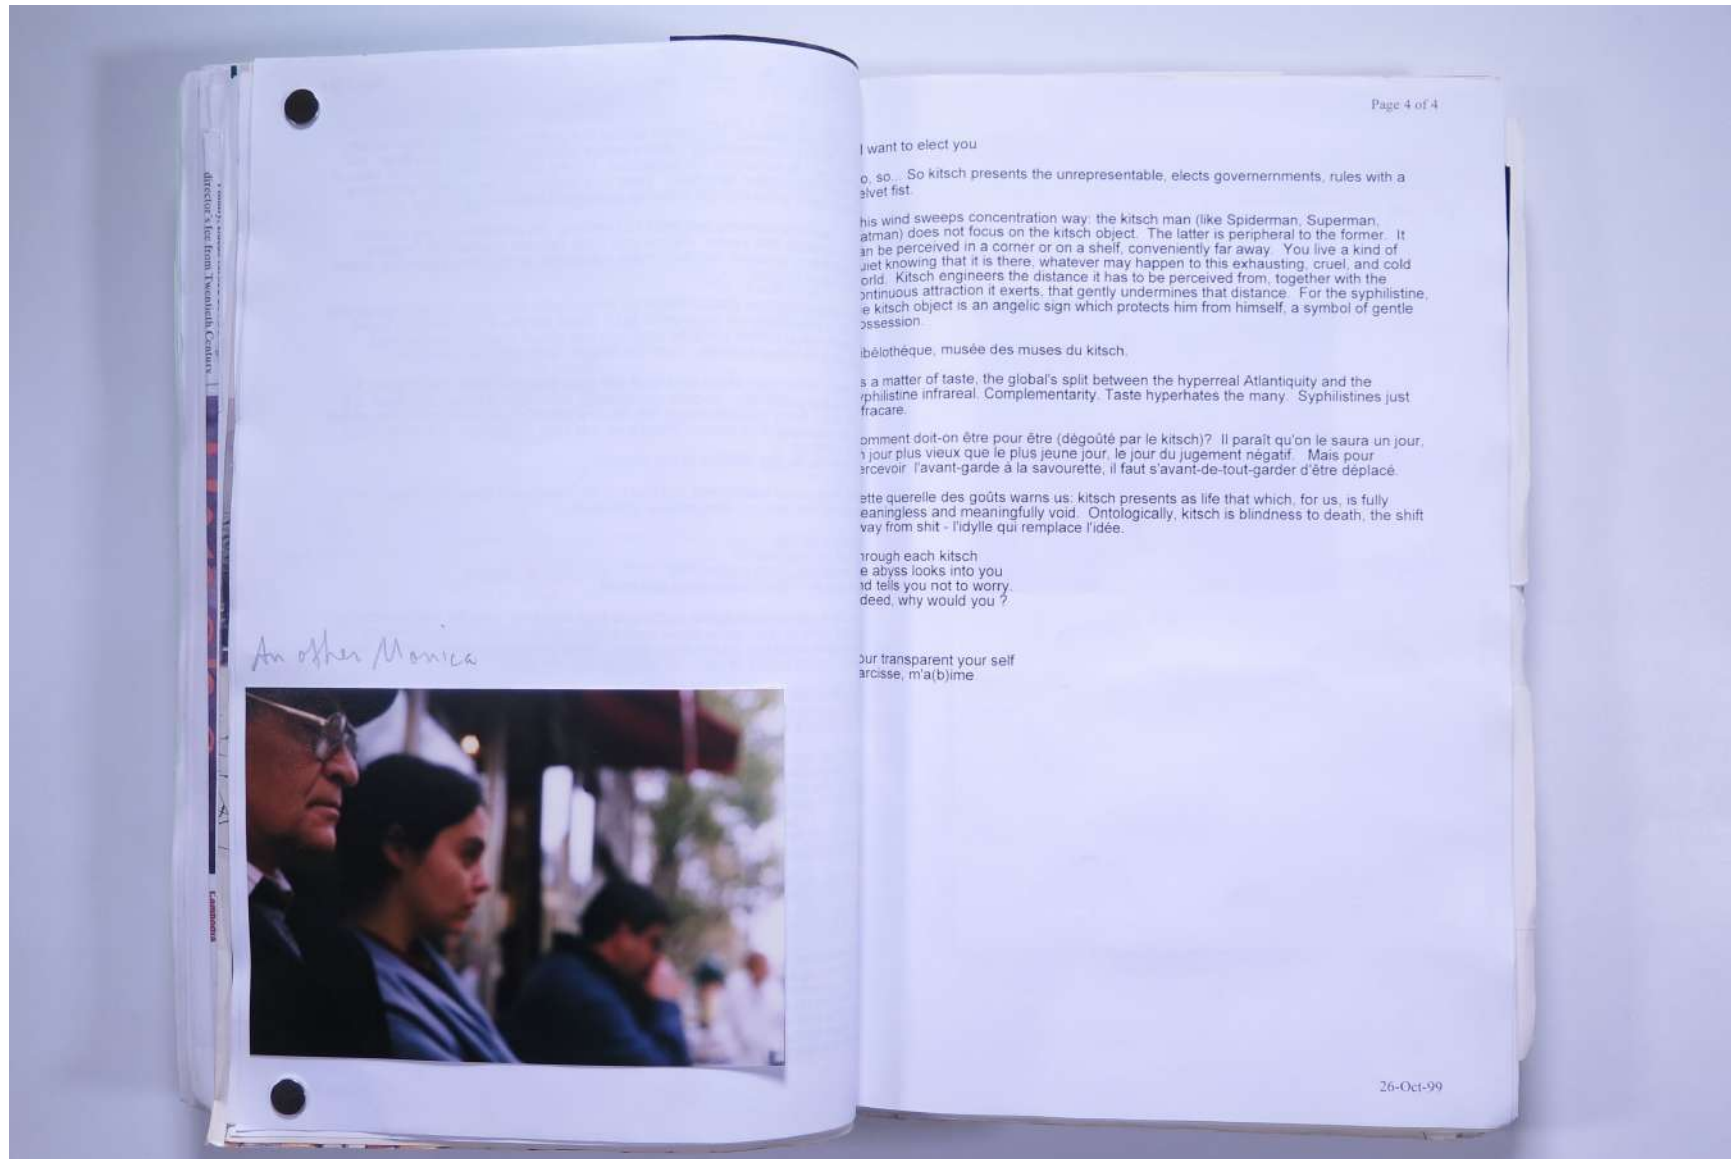 director's fee from Twentieth Century
Cambodia
An other Monica
Page 4 of 4
I want to elect you
o, so... So kitsch presents the unrepresentable, elects governernments, rules with a
elvet fist.
his wind sweeps concentration way: the kitsch man (like Spiderman, Superman,
atman) does not focus on the kitsch object. The latter is peripheral to the former. It
an be perceived in a corner or on a shelf, conveniently far away. You live a kind of
uiet knowing that it is there, whatever may happen to this exhausting, cruel, and cold
orld. Kitsch engineers the distance it has to be perceived from, together with the
ontinuous attraction it exerts, that gently undermines that distance. For the syphilistine,
e kitsch object is an angelic sign which protects him from himself, a symbol of gentle
ossession.
ibélothéque, musée des muses du kitsch.
s a matter of taste, the global's split between the hyperreal Atlantiquity and the
yphilistine infrareal. Complementarity. Taste hyperhates the many. Syphilistines just
fracare.
omment doit-on être pour être (dégoûté par le kitsch)? Il paraît qu'on le saura un jour,
n jour plus vieux que le plus jeune jour, le jour du jugement négatif. Mais pour
ercevoir l'avant-garde à la savourette, il faut s'avant-de-tout-garder d'être déplacé.
ette querelle des goûts warns us: kitsch presents as life that which, for us, is fully
eaningless and meaningfully void. Ontologically, kitsch is blindness to death, the shift
way from shit - l'idylle qui remplace l'idée.
hrough each kitsch
e abyss looks into you
nd tells you not to worry.
deed, why would you ?
our transparent your self
arcisse, m'a(b)ime
26-Oct-99